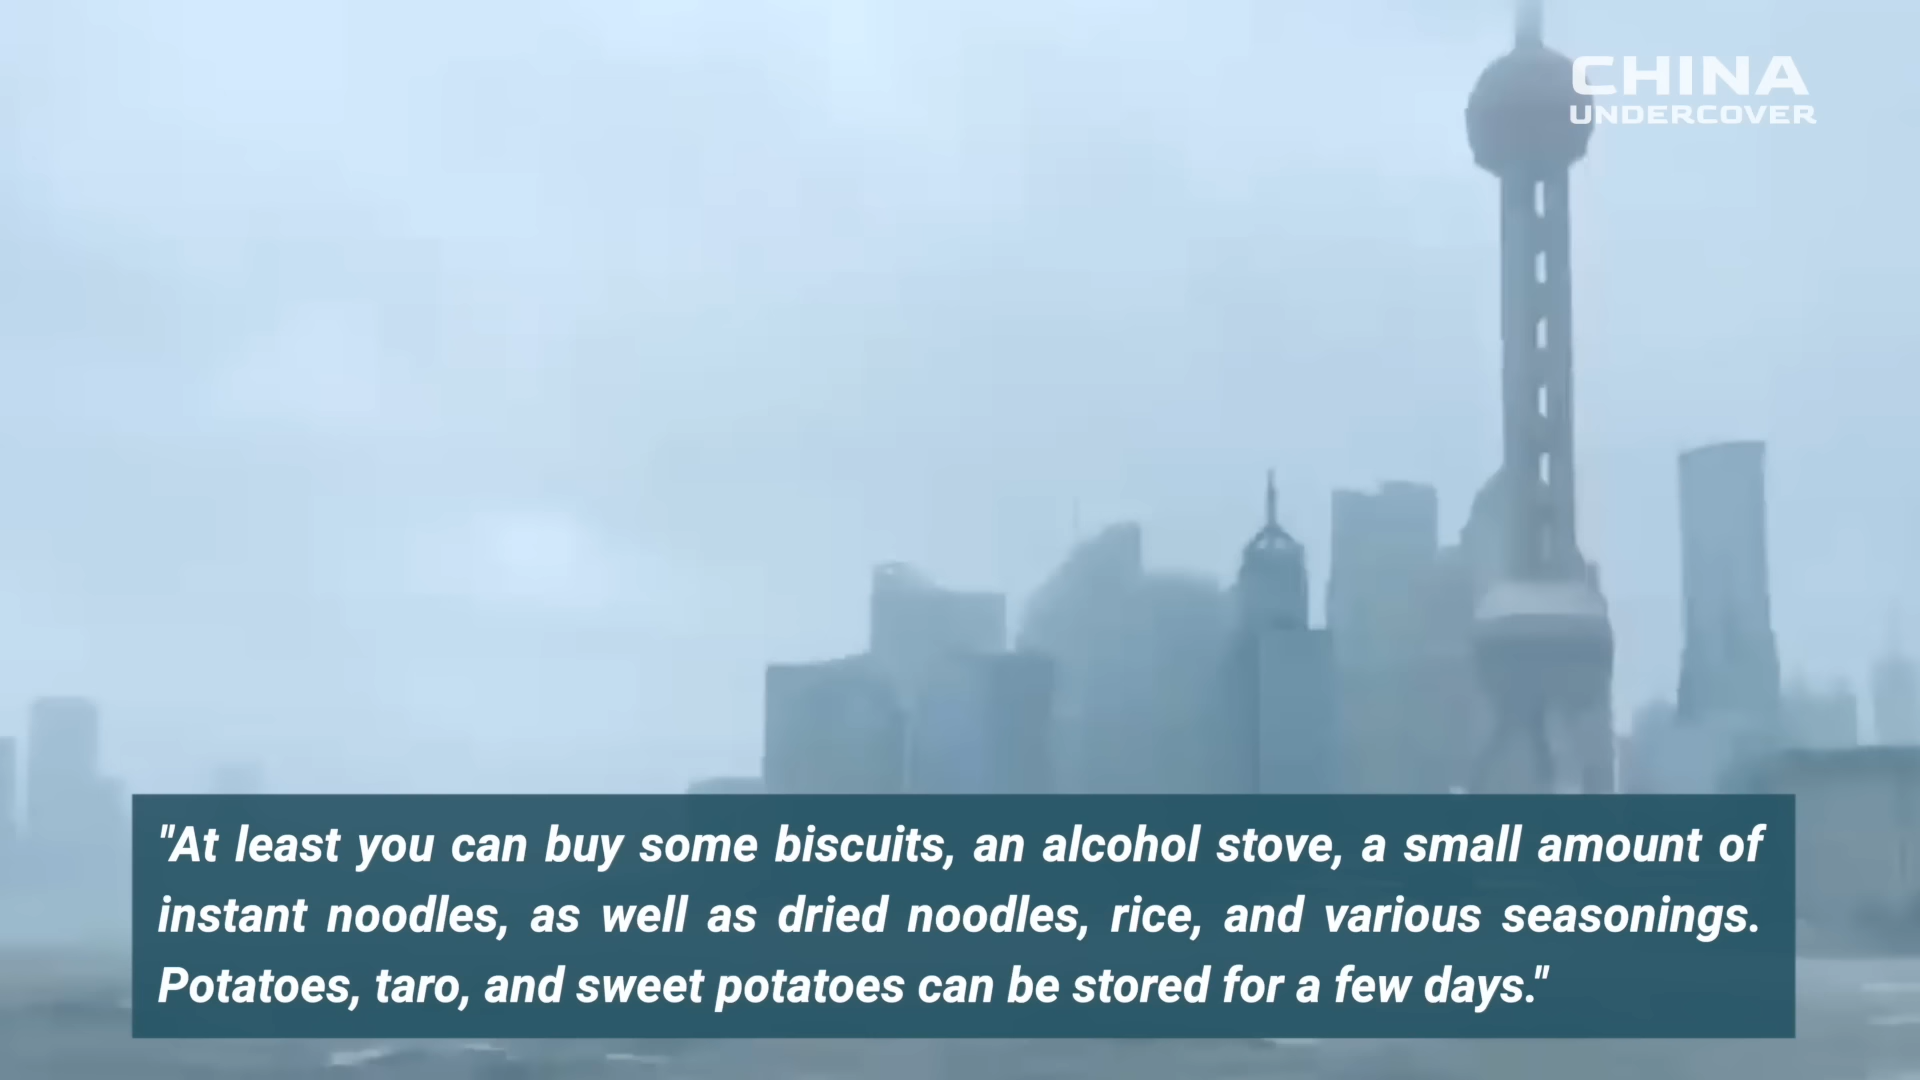 CHINA
UNDERCOVER
"At least you can buy some biscuits, an alcohol stove, a small amount of
instant noodles, as well as dried noodles, rice, and various seasonings.
Potatoes, taro, and sweet potatoes can be stored for a few days."